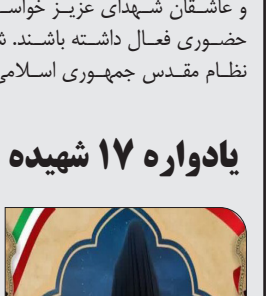 و عاشقان شهدای عزیز
حضوری فعال داشته باشند.
نظام مقدس جمهوری اسلامی
یادواره ۱۷ شهیده